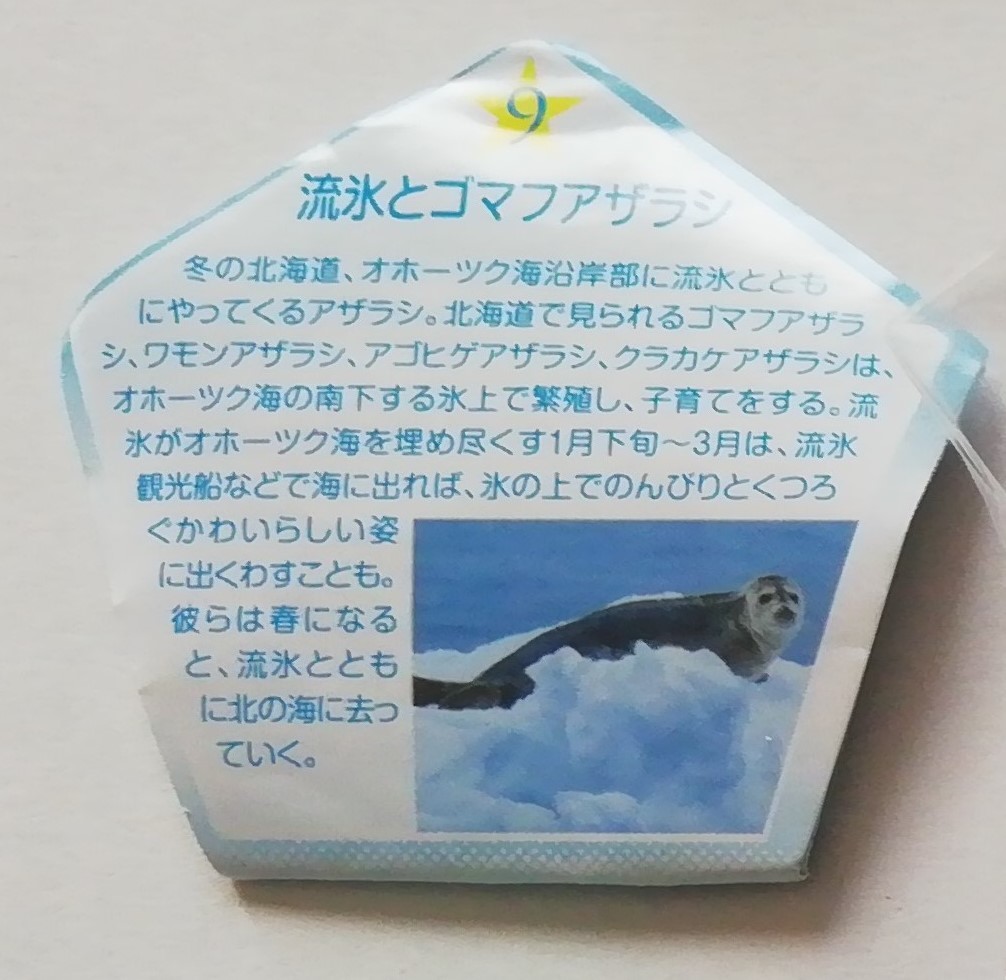 9
流氷とゴマフアザラシ
冬の北海道、オホーツク海沿岸部に流氷ととも
にやってくるアザラシ。北海道で見られるゴマフアザラ
シ、ワモンアザラシ、アゴヒゲアザラシ、クラカケアザラシは、
オホーツク海の南下する氷上で繁殖し、子育てをする。流
氷がオホーツク海を埋め尽くす1月下旬〜3月は、流氷
観光船などで海に出れば、氷の上でのんびりとくつろ
ぐかわいらしい姿
に出くわすことも。
彼らは春になる
と、流氷ととも
に北の海に去っ
ていく。